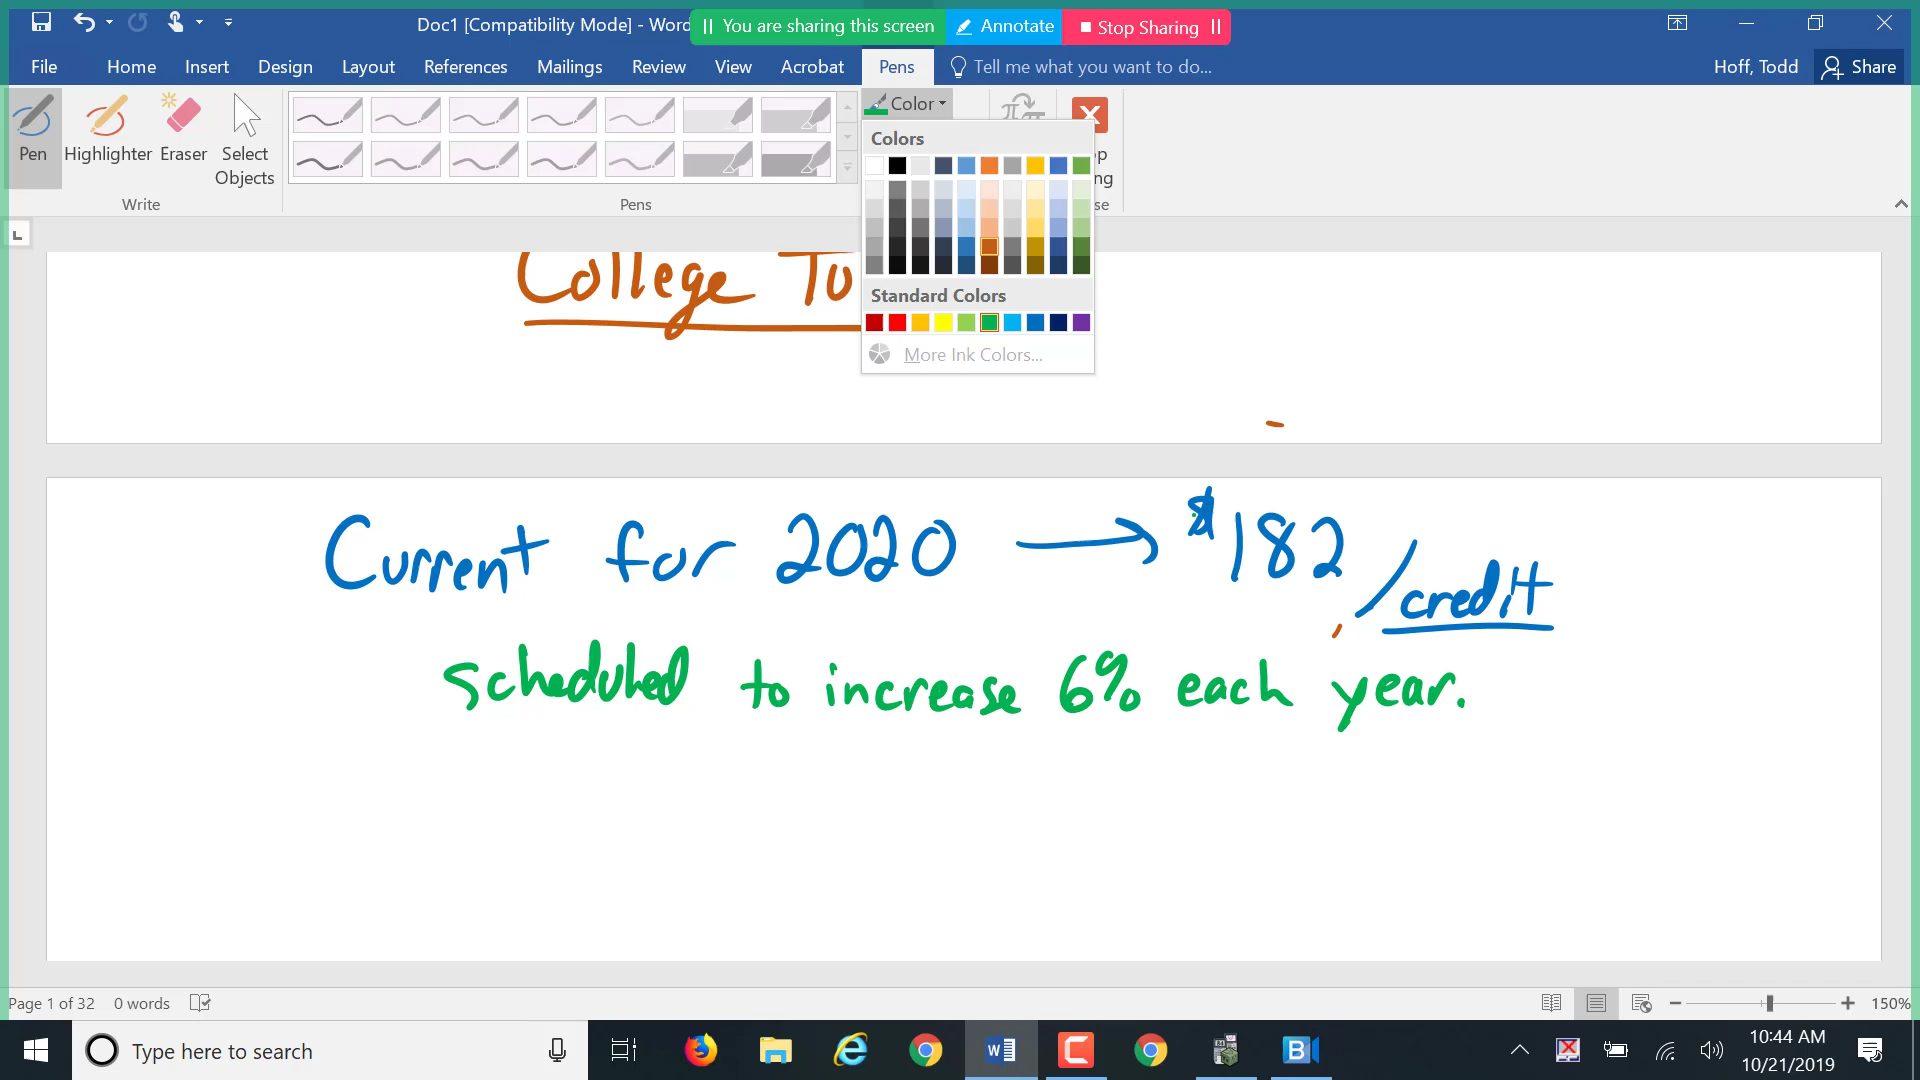 Doc1 [Compatibility Mode] - Word
You are sharing this screen
Annotate
Stop Sharing
File Home Insert Design Layout References Mailings Review View Acrobat Pens Tell me what you want to do... Hoff, Todd Share
Color
Colors
Pen Highlighter Eraser Select Objects
Write Pens
Standard Colors
More Ink Colors...
College
Current for 2020 → $182 /credit
scheduled to increase 6% each year.
Page 1 of 32 0 words 150%
Type here to search
10:44 AM
10/21/2019